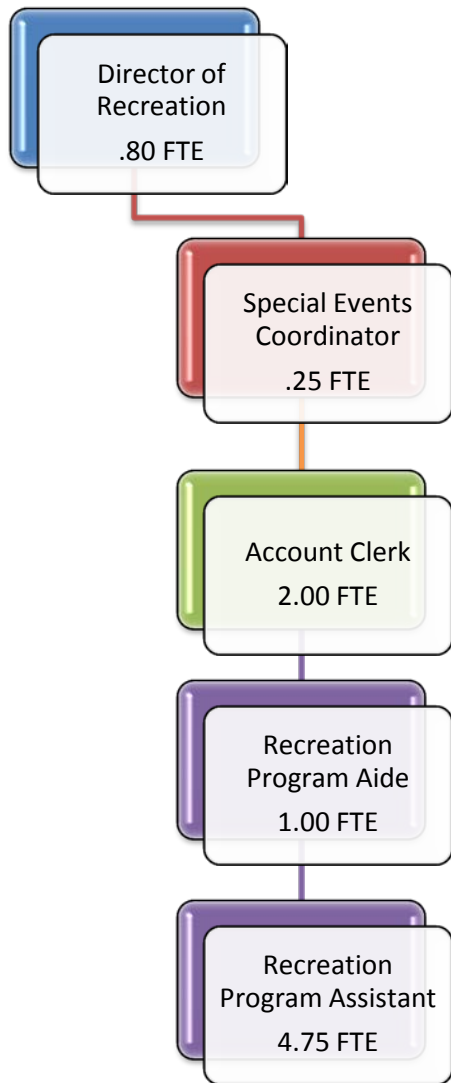 Director of
Recreation
.80 FTE
Special Events
Coordinator
.25 FTE
Account Clerk
2.00 FTE
Recreation
Program Aide
1.00 FTE
Recreation
Program Assistant
4.75 FTE